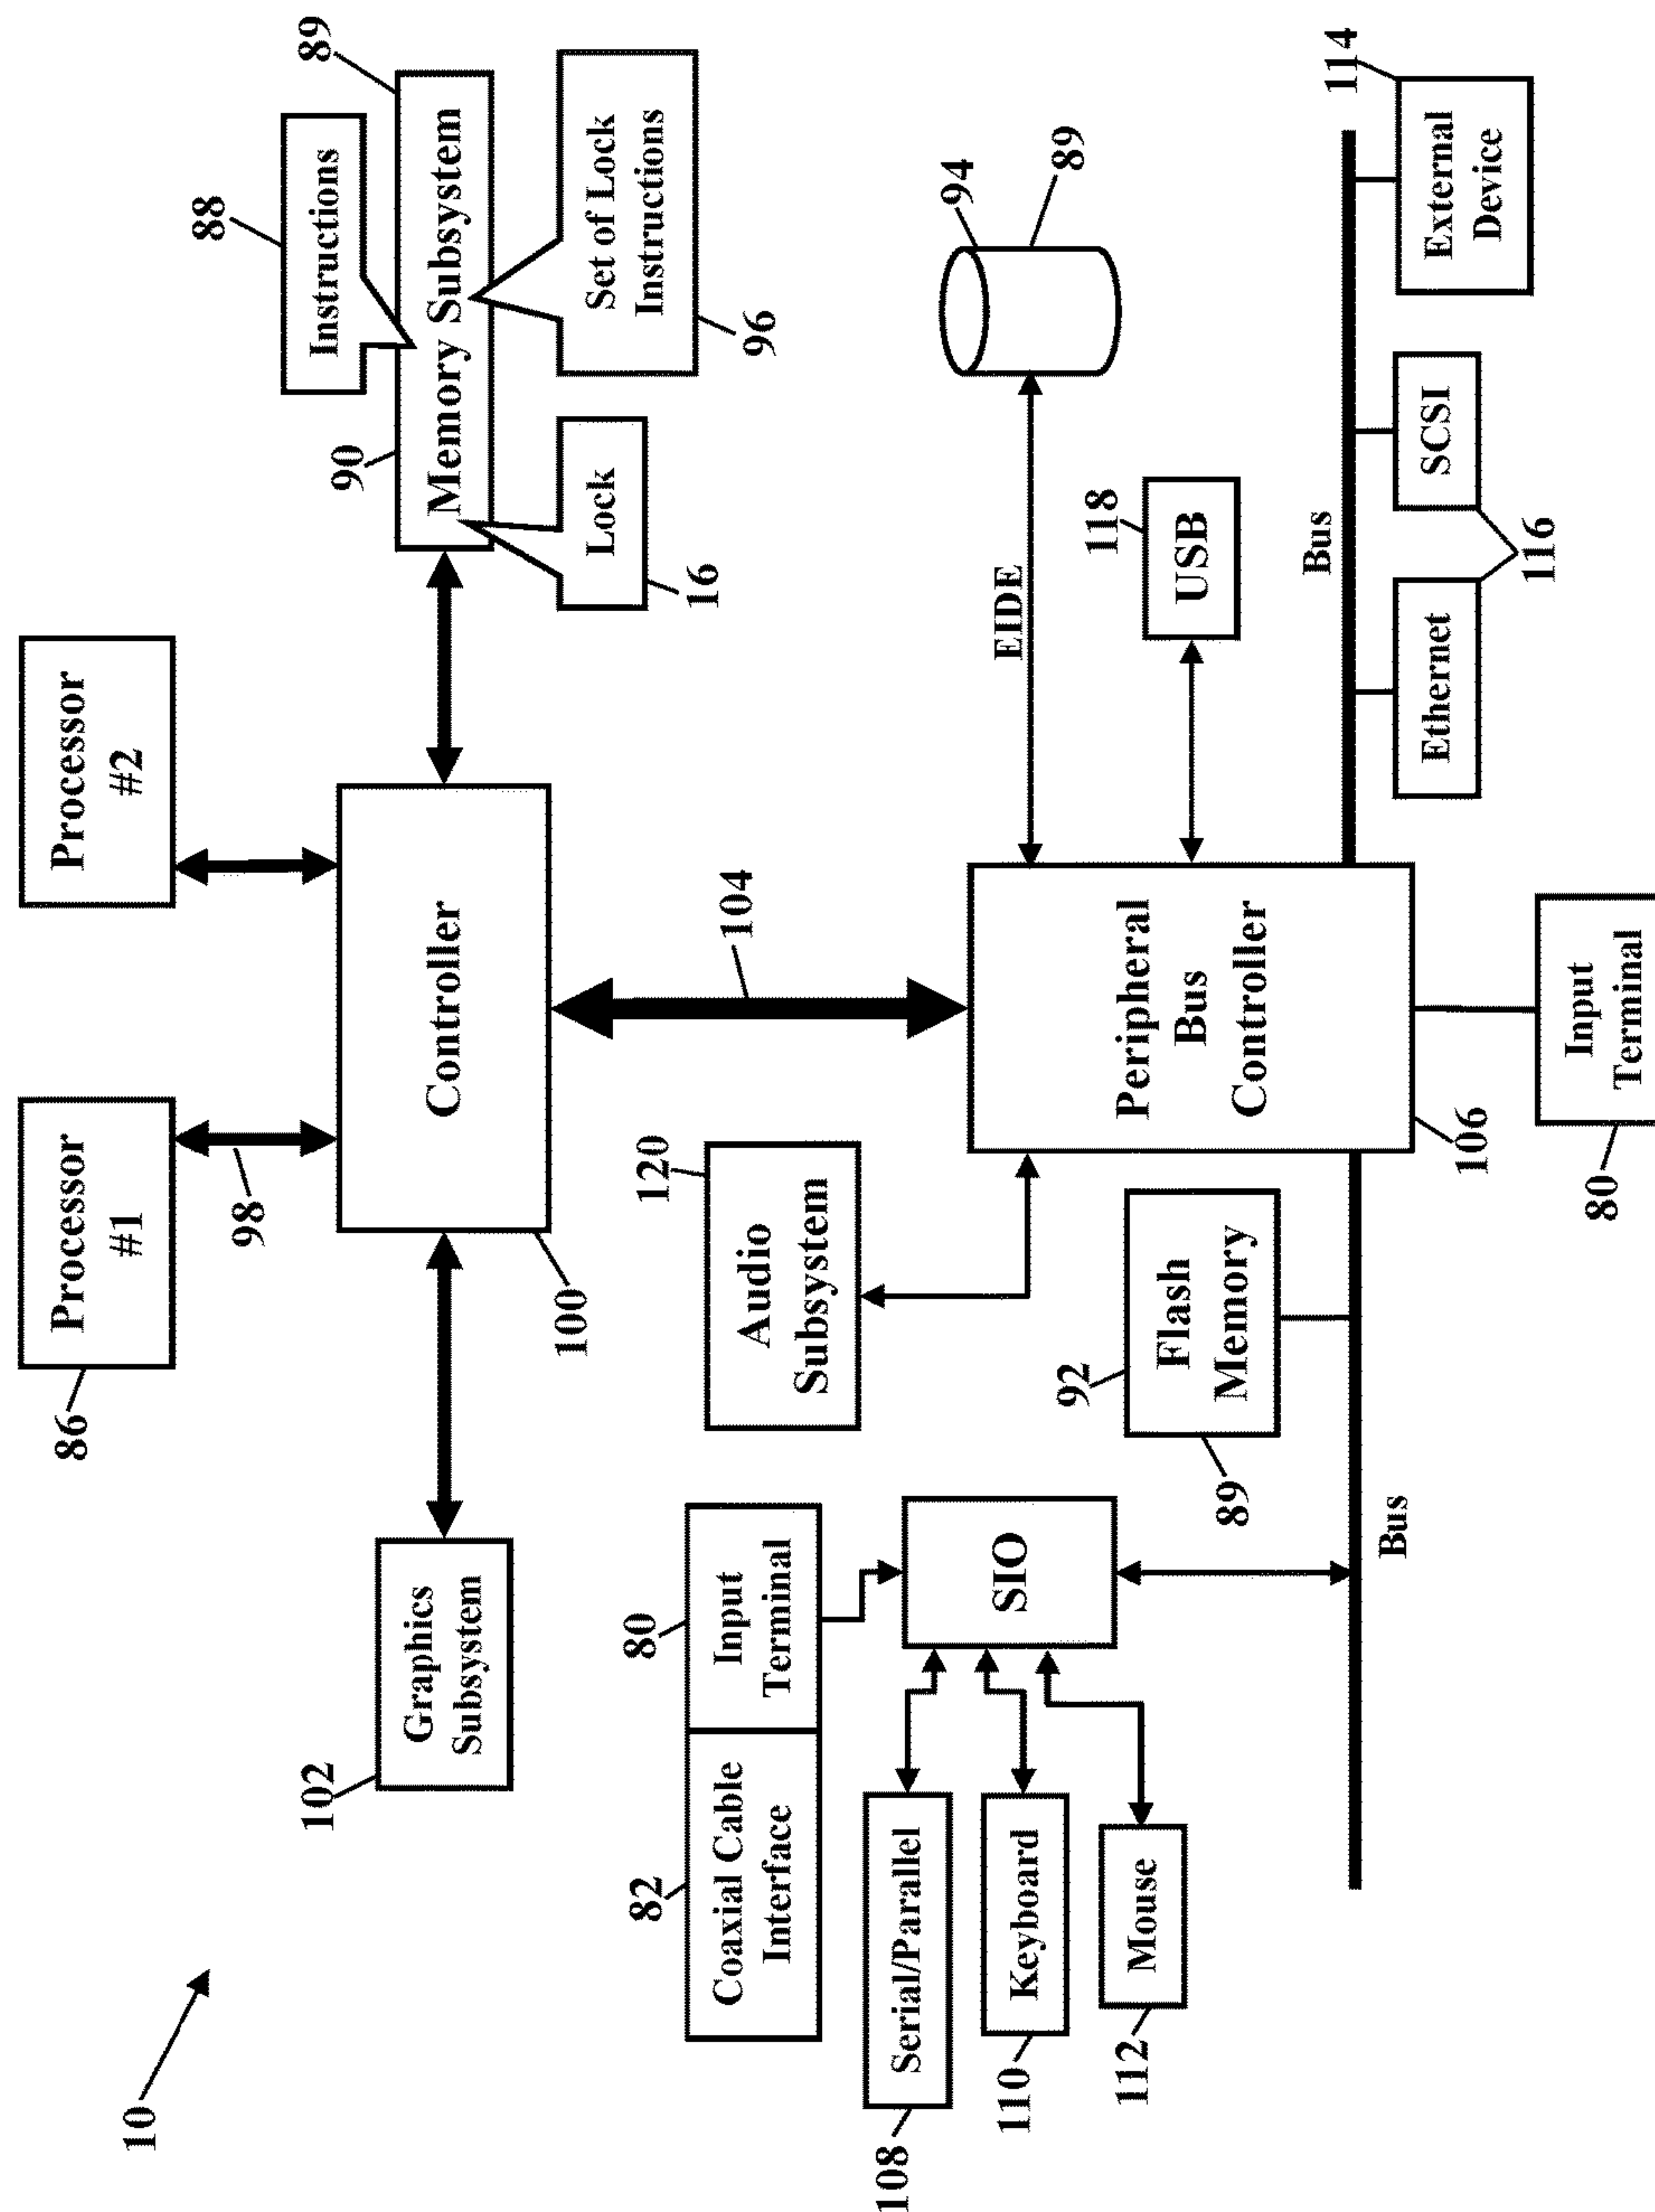 10
86
Processor
#1
98
Processor
#2
88
Instructions
89
90
Memory Subsystem
Lock
16
Set of Lock
Instructions
96
102
Graphics
Subsystem
Controller
100
104
82
Coaxial Cable
Interface
80
Input
Terminal
120
Audio
Subsystem
94
89
EIDE
118
USB
108
Serial/Parallel
110
Keyboard
112
Mouse
SIO
92
Flash
Memory
89
Peripheral
Bus
Controller
106
Bus
Bus
Input
Terminal
80
Ethernet
SCSI
116
External
Device
114